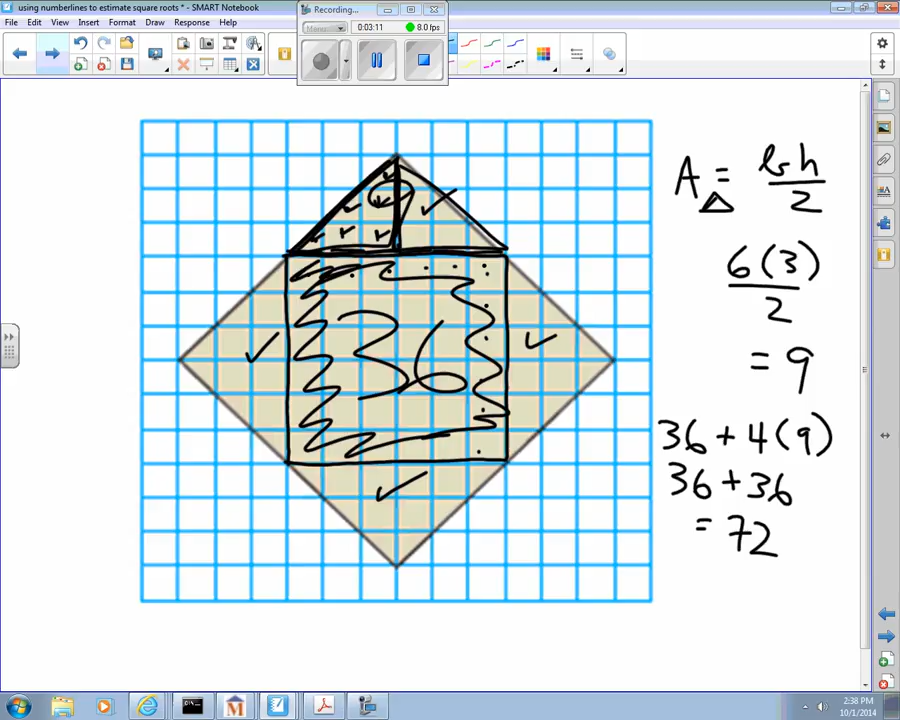 using numberlines to estimate square roots * - SMART Notebook
Recording...
File Edit View Insert Format Draw Response Help
0:03:11
8.0 fps
A△ = bh/2
6(3)/2
= 9
36 + 4(9)
36 + 36
= 72
36
2:38 PM
10/1/2014